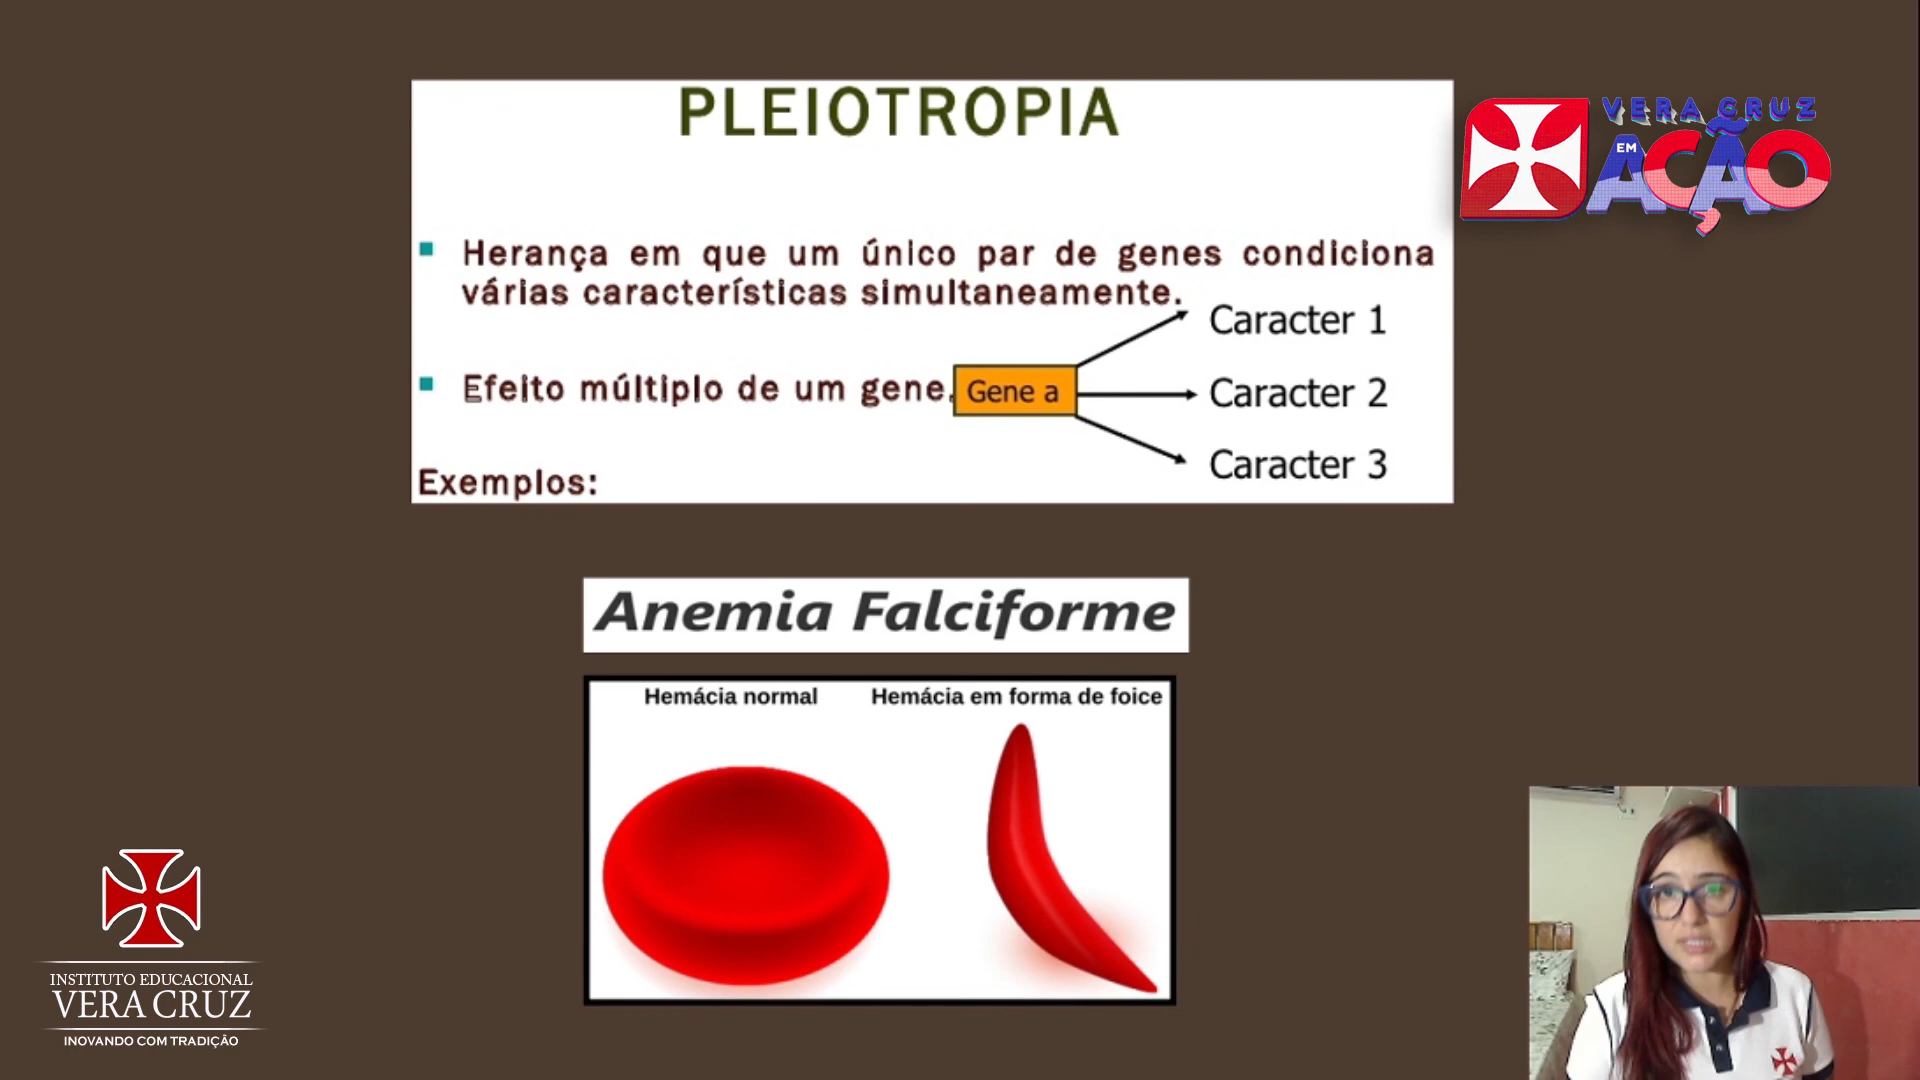 PLEIOTROPIA
VERA CRUZ
EM
AÇÃO
Herança em que um único par de genes condiciona
várias características simultaneamente.
Caracter 1
Efeito múltiplo de um gene.
Gene a
Caracter 2
Caracter 3
Exemplos:
Anemia Falciforme
Hemácia normal
Hemácia em forma de foice
INSTITUTO EDUCACIONAL
VERA CRUZ
INOVANDO COM TRADIÇÃO